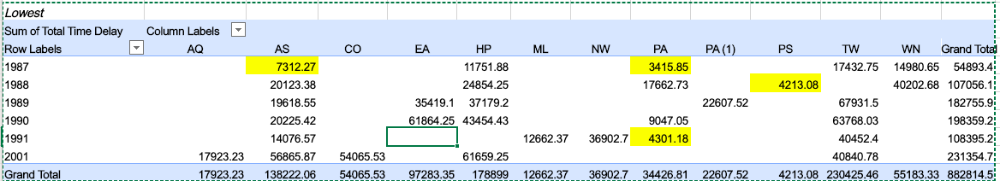 Lowest
Sum of Total Time Delay Column Labels
Row Labels AQ AS CO EA HP ML NW PA PA (1) PS TW WN Grand Total
1987 7312.27 11751.88 3415.85 17432.75 14980.65 54893.4
1988 20123.38 24854.25 17662.73 4213.08 40202.68 107056.1
1989 19618.55 35419.1 37179.2 22607.52 67931.5 182755.9
1990 20225.42 61864.25 43454.43 9047.05 63768.03 198359.2
1991 14076.57 12662.37 36902.7 4301.18 40452.4 108395.2
2001 17923.23 56865.87 54065.53 61659.25 40840.78 231354.7
Grand Total 17923.23 138222.06 54065.53 97283.35 178899 12662.37 36902.7 34426.81 22607.52 4213.08 230425.46 55183.33 882814.5